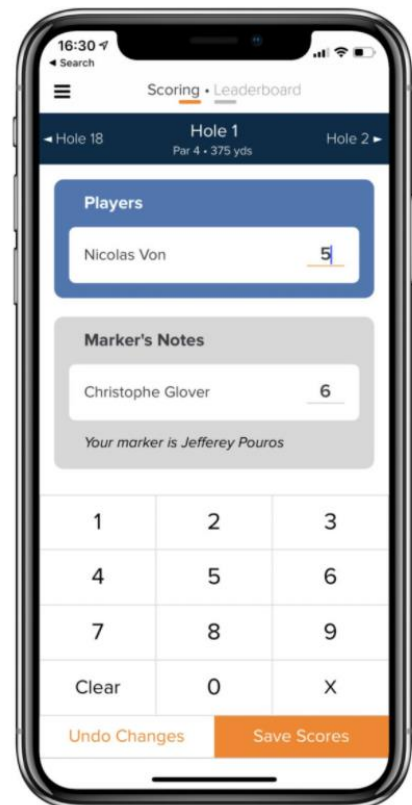 16:30
◄ Search
Scoring • Leaderboard
◄ Hole 18
Hole 1
Par 4 • 375 yds
Hole 2 ►
Players
Nicolas Von 5
Marker's Notes
Christophe Glover 6
Your marker is Jefferey Pouros
1 2 3
4 5 6
7 8 9
Clear 0 X
Undo Changes Save Scores